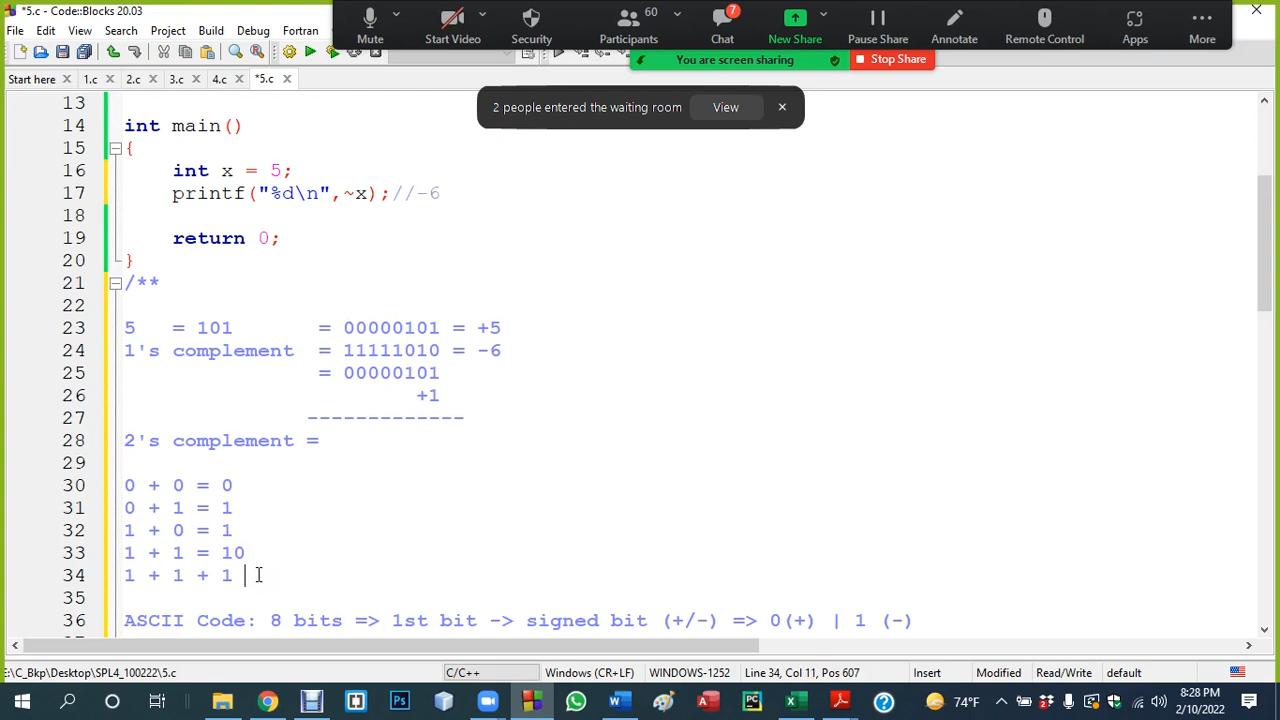 *5.c - Code::Blocks 20.03
Mute
Start Video
Security
60
Participants
7
Chat
New Share
Pause Share
Annotate
Remote Control
Apps
More
File Edit View Search Project Build Debug Fortran
You are screen sharing
Stop Share
Start here 1.c 2.c 3.c 4.c *5.c
2 people entered the waiting room View
13
14 int main()
15 {
16 int x = 5;
17 printf("%d\n",~x);//-6
18
19 return 0;
20 }
21 /**
22
23 5 = 101 = 00000101 = +5
24 1's complement = 11111010 = -6
25 = 00000101
26 +1
27 -------------
28 2's complement =
29
30 0 + 0 = 0
31 0 + 1 = 1
32 1 + 0 = 1
33 1 + 1 = 10
34 1 + 1 + 1
35
36 ASCII Code: 8 bits => 1st bit -> signed bit (+/-) => 0(+) | 1 (-)
E:\C_Bkp\Desktop\SPL4_100222\5.c C/C++ Windows (CR+LF) WINDOWS-1252 Line 34, Col 11, Pos 607 Insert Modified Read/Write default
74°F
8:28 PM
2/10/2022